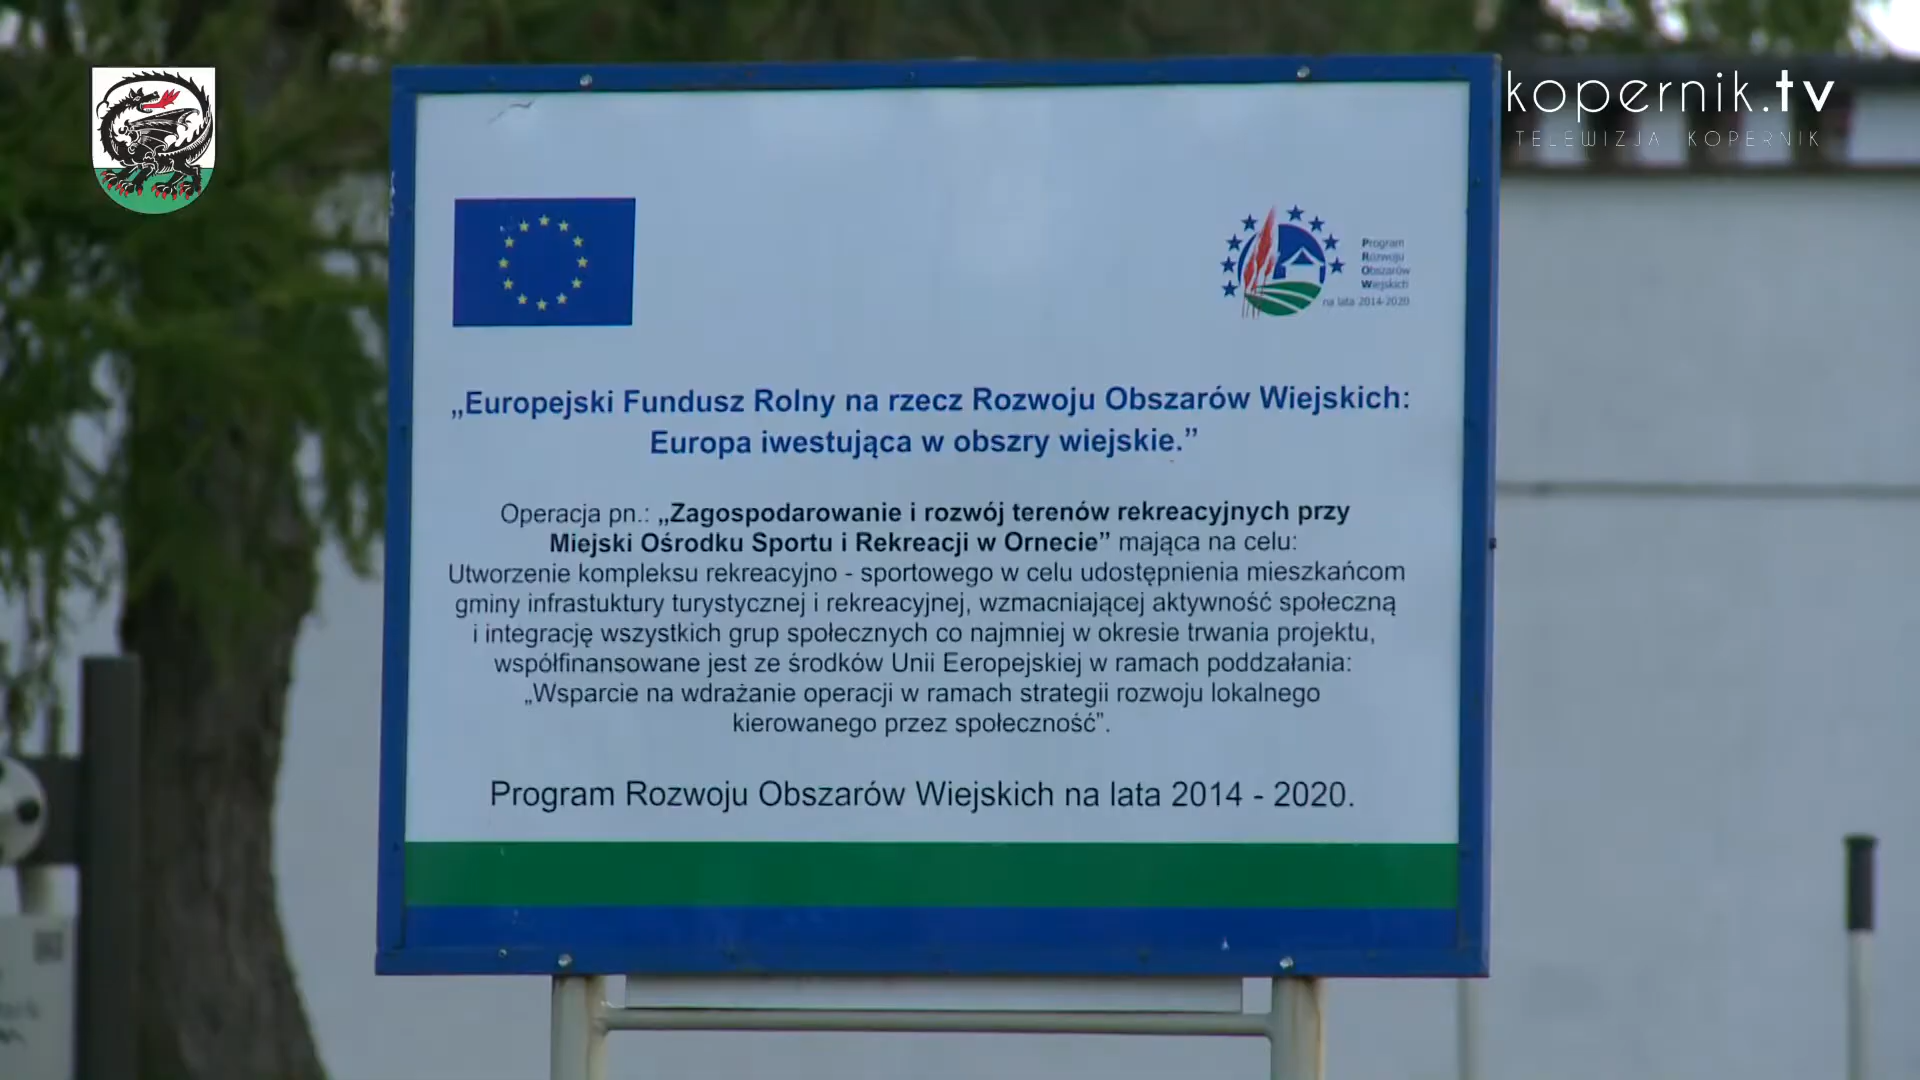 kopernik.tv
TELEWIZJA KOPERNIK
Program
Rozwoju
Obszarów
Wiejskich
na lata 2014-2020
„Europejski Fundusz Rolny na rzecz Rozwoju Obszarów Wiejskich:
Europa iwestująca w obszry wiejskie.”
Operacja pn.: „Zagospodarowanie i rozwój terenów rekreacyjnych przy
Miejski Ośrodku Sportu i Rekreacji w Ornecie” mająca na celu:
Utworzenie kompleksu rekreacyjno - sportowego w celu udostępnienia mieszkańcom
gminy infrastuktury turystycznej i rekreacyjnej, wzmacniającej aktywność społeczną
i integrację wszystkich grup społecznych co najmniej w okresie trwania projektu,
współfinansowane jest ze środków Unii Eeropejskiej w ramach poddzałania:
„Wsparcie na wdrażanie operacji w ramach strategii rozwoju lokalnego
kierowanego przez społeczność”.
Program Rozwoju Obszarów Wiejskich na lata 2014 - 2020.